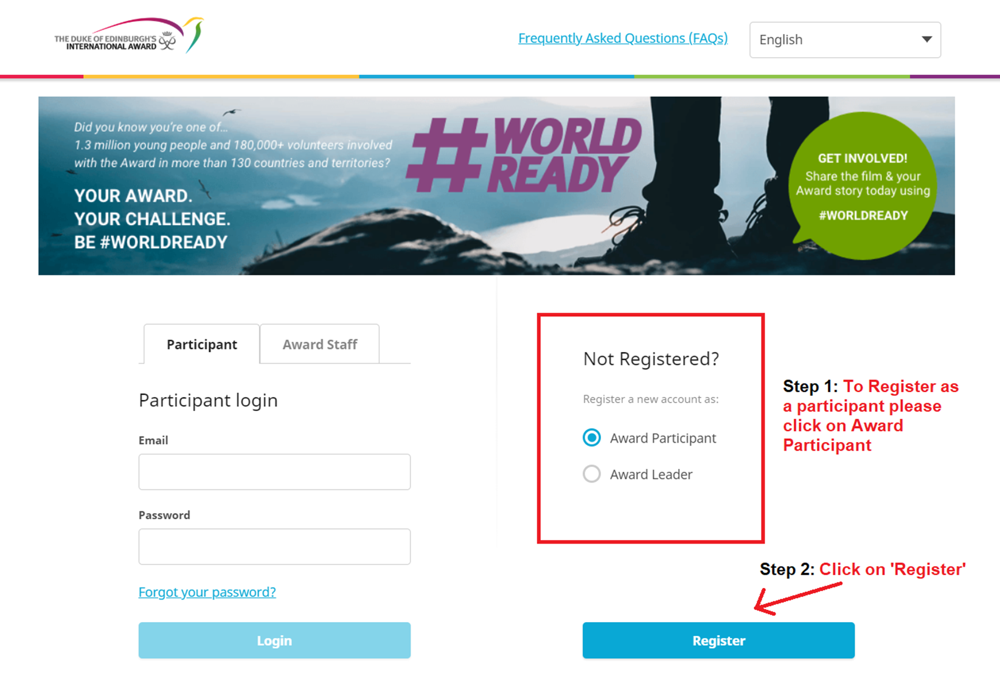 THE DUKE OF EDINBURGH'S
INTERNATIONAL AWARD
Frequently Asked Questions (FAQs)
English
Did you know you're one of...
1.3 million young people and 180,000+ volunteers involved
with the Award in more than 130 countries and territories?
YOUR AWARD.
YOUR CHALLENGE.
BE #WORLDREADY
#WORLD
READY
GET INVOLVED!
Share the film & your
Award story today using
#WORLDREADY
Participant
Award Staff
Participant login
Email
Password
Forgot your password?
Login
Not Registered?
Register a new account as:
Award Participant
Award Leader
Step 1: To Register as
a participant please
click on Award
Participant
Step 2: Click on 'Register'
Register